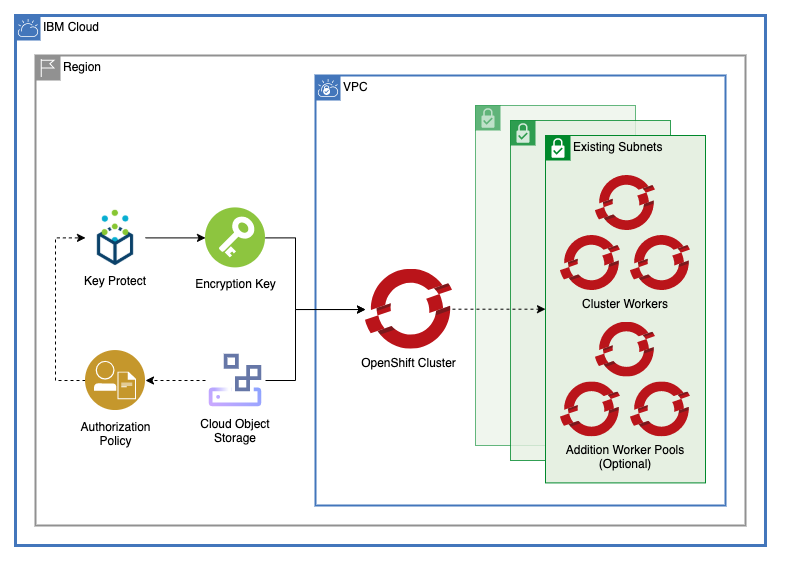 IBM Cloud
Region
VPC
Existing Subnets
Key Protect
Encryption Key
Cluster Workers
OpenShift Cluster
Authorization
Policy
Cloud Object
Storage
Addition Worker Pools
(Optional)